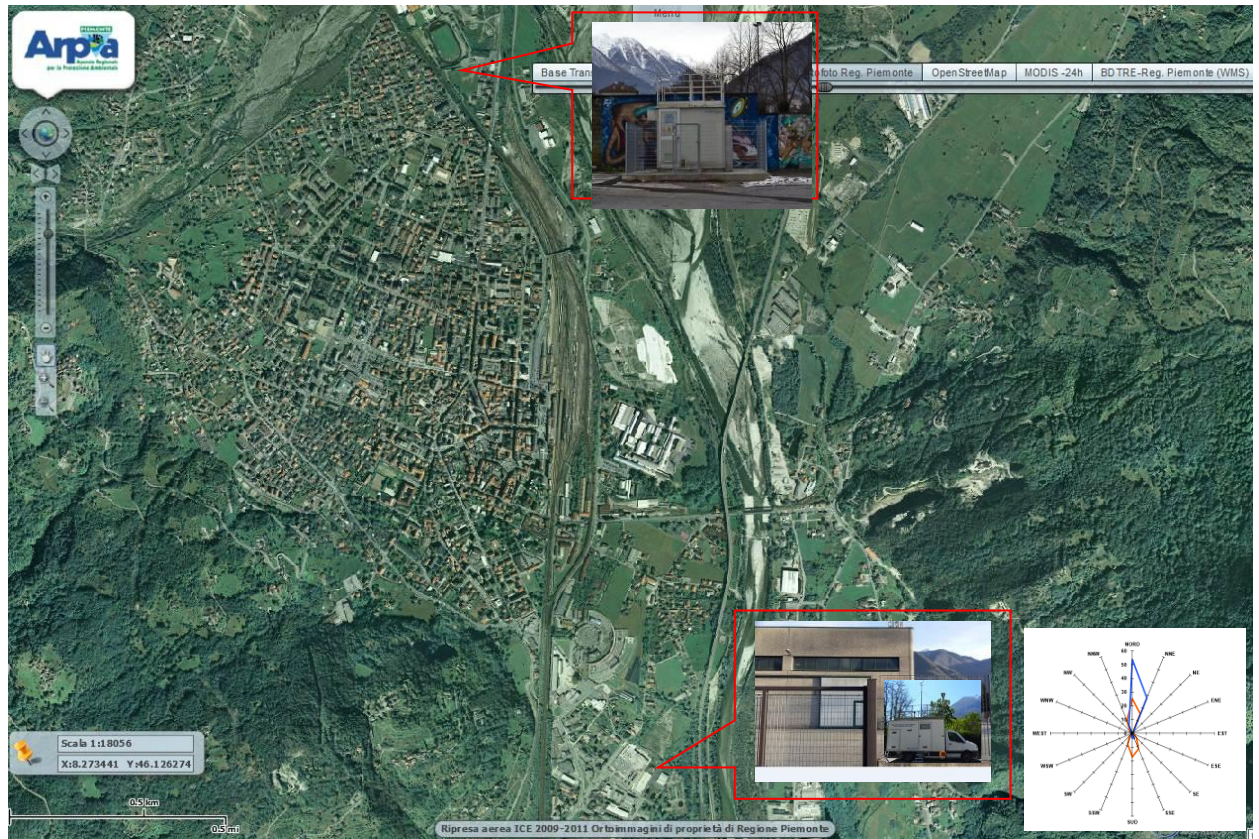 Menu
PIEMONTE
Arpa
Agenzia Regionale
per la Protezione Ambientale
Base Tran
tofoto Reg. Piemonte
OpenStreetMap
MODIS -24h
BDTRE-Reg. Piemonte (WMS)
Scala 1:18056
X:8.273441 Y:46.126274
0.5 km
0.5 mi
Ripresa aerea ICE 2009-2011 Ortoimmagini di proprietà di Regione Piemonte
NORD
60
50
40
30
20
10
NNE
NE
ENE
EST
ESE
SE
SSE
SUD
SSW
SW
WSW
WEST
WNW
NW
NNW